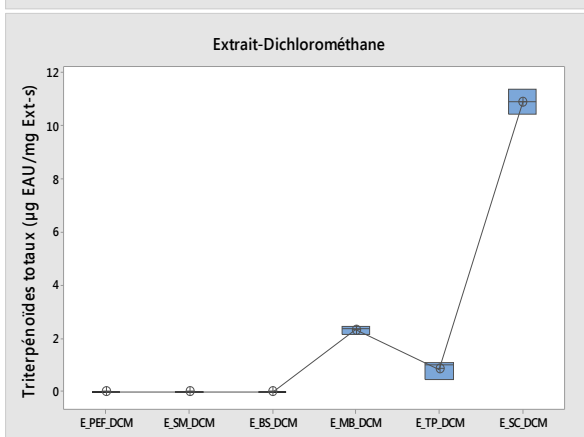 Extrait-Dichlorométhane
Triterpénoïdes totaux (µg EAU/mg Ext-s)
12
10
8
6
4
2
0
E_PEF_DCM E_SM_DCM E_BS_DCM E_MB_DCM E_TP_DCM E_SC_DCM